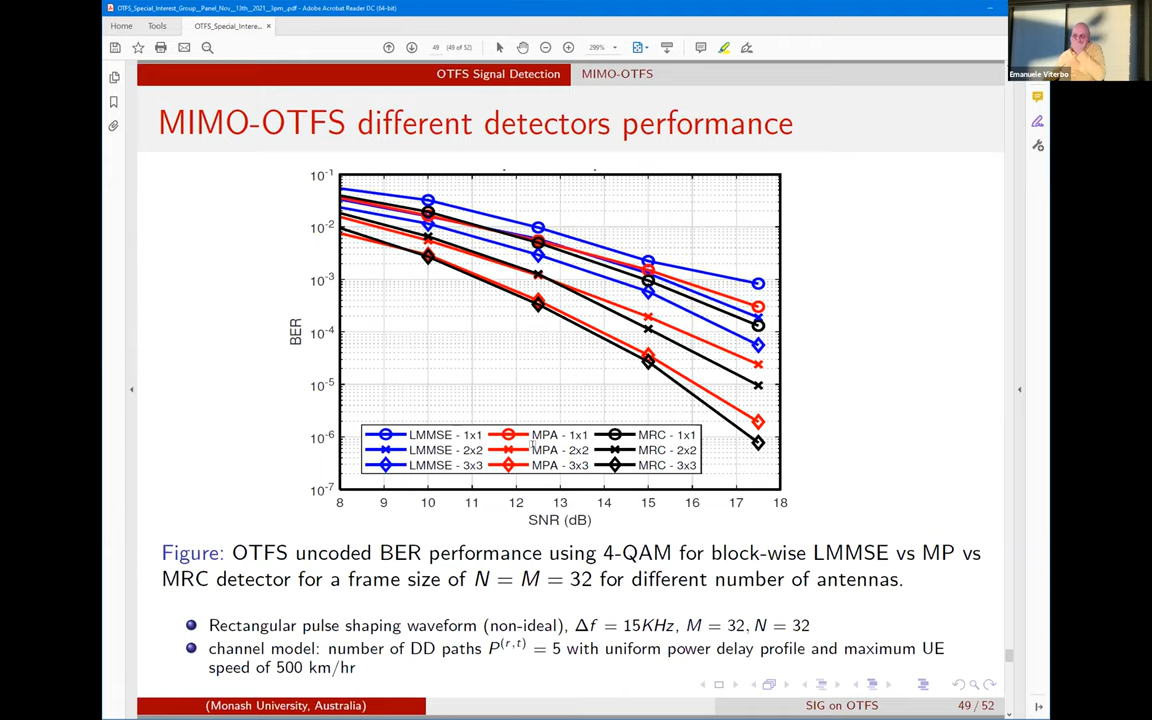 OTFS_Special_Interest_Group_Panel_Nov._13th_2021_3pm_.pdf - Adobe Acrobat Reader DC (64-bit)
Home Tools OTFS_Special_Intere... ×
49 (49 of 52) 299%
Emanuele Viterbo
OTFS Signal Detection MIMO-OTFS
MIMO-OTFS different detectors performance
10⁻¹
10⁻²
10⁻³
10⁻⁴
10⁻⁵
10⁻⁶
10⁻⁷
BER
LMMSE - 1x1 MPA - 1x1 MRC - 1x1
LMMSE - 2x2 MPA - 2x2 MRC - 2x2
LMMSE - 3x3 MPA - 3x3 MRC - 3x3
8 9 10 11 12 13 14 15 16 17 18
SNR (dB)
Figure: OTFS uncoded BER performance using 4-QAM for block-wise LMMSE vs MP vs
MRC detector for a frame size of N = M = 32 for different number of antennas.
Rectangular pulse shaping waveform (non-ideal), Δf = 15KHz, M = 32, N = 32
channel model: number of DD paths P⁽ʳ,ᵗ⁾ = 5 with uniform power delay profile and maximum UE
speed of 500 km/hr
(Monash University, Australia) SIG on OTFS 49 / 52